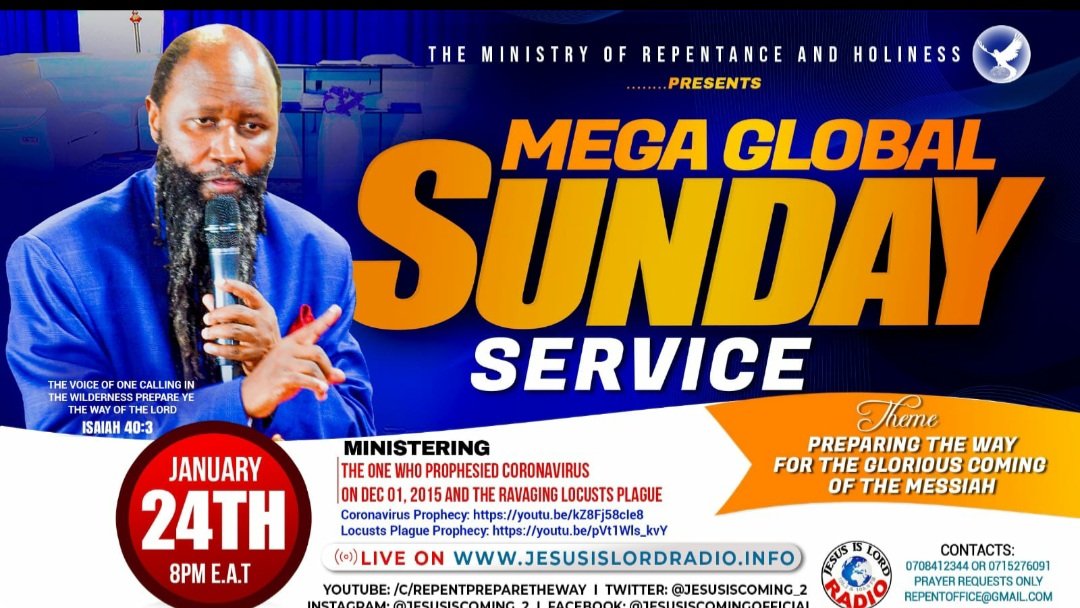 THE MINISTRY OF REPENTANCE AND HOLINESS
........PRESENTS
MEGA GLOBAL
SUNDAY
SERVICE
THE VOICE OF ONE CALLING IN
THE WILDERNESS PREPARE YE
THE WAY OF THE LORD
ISAIAH 40:3
Theme
PREPARING THE WAY
FOR THE GLORIOUS COMING
OF THE MESSIAH
JANUARY
24TH
8PM E.A.T
MINISTERING
THE ONE WHO PROPHESIED CORONAVIRUS
ON DEC 01, 2015 AND THE RAVAGING LOCUSTS PLAGUE
Coronavirus Prophecy: https://youtu.be/kZ8Fj58cIe8
Locusts Plague Prophecy: https://youtu.be/pVt1WIs_kvY
LIVE ON WWW.JESUSISLORDRADIO.INFO
YOUTUBE: /C/REPENTPREPARETHEWAY I TWITTER: @JESUSISCOMING_2
INSTAGRAM: @JESUSISCOMING_2 I FACEBOOK: @JESUSISCOMINGOFFICIAL
JESUS IS LORD
RADIO
CONTACTS:
0708412344 OR 0715276091
PRAYER REQUESTS ONLY
REPENTOFFICE@GMAIL.COM